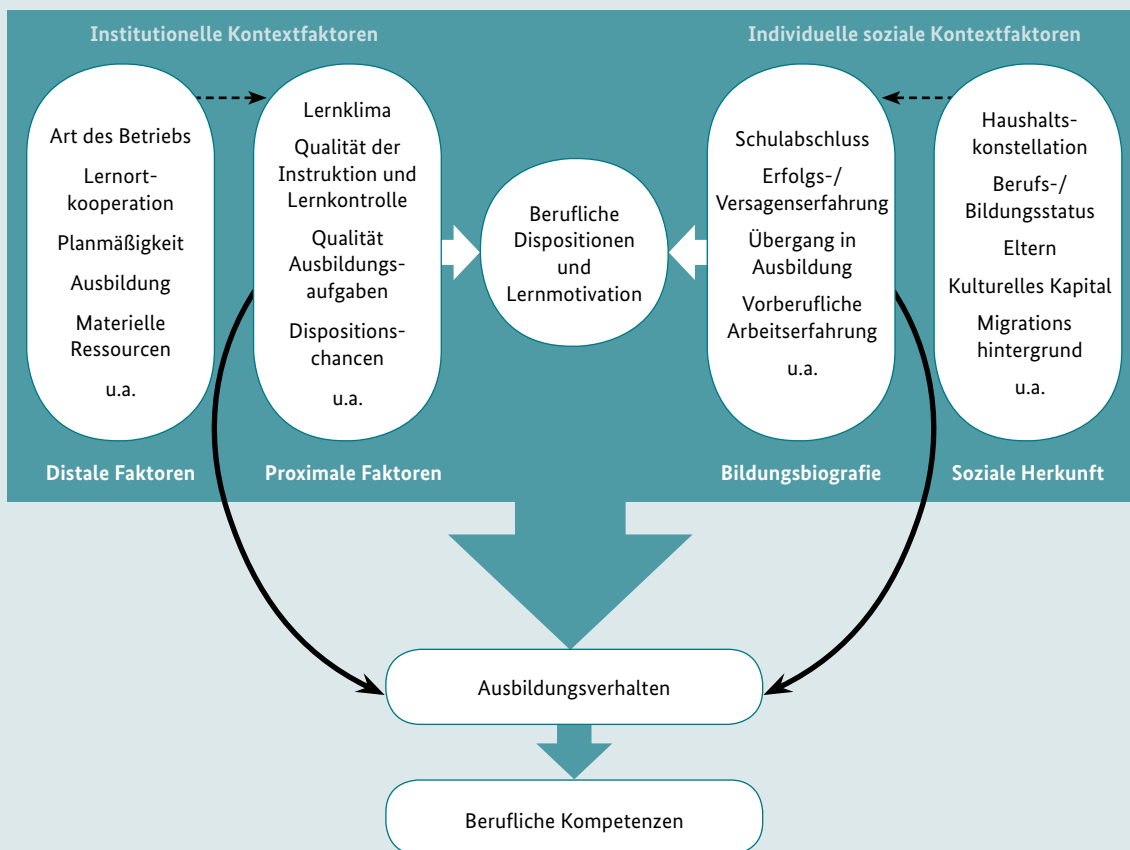 Institutionelle Kontextfaktoren
Individuelle soziale Kontextfaktoren
Art des Betriebs
Lernort-
kooperation
Planmäßigkeit
Ausbildung
Materielle
Ressourcen
u.a.
Lernklima
Qualität der
Instruktion und
Lernkontrolle
Qualität
Ausbildungs-
aufgaben
Dispositions-
chancen
u.a.
Berufliche
Dispositionen
und
Lernmotivation
Schulabschluss
Erfolgs-/
Versagenserfahrung
Übergang in
Ausbildung
Vorberufliche
Arbeitserfahrung
u.a.
Haushalts-
konstellation
Berufs-/
Bildungsstatus
Eltern
Kulturelles Kapital
Migrations
hintergrund
u.a.
Distale Faktoren
Proximale Faktoren
Bildungsbiografie
Soziale Herkunft
Ausbildungsverhalten
Berufliche Kompetenzen